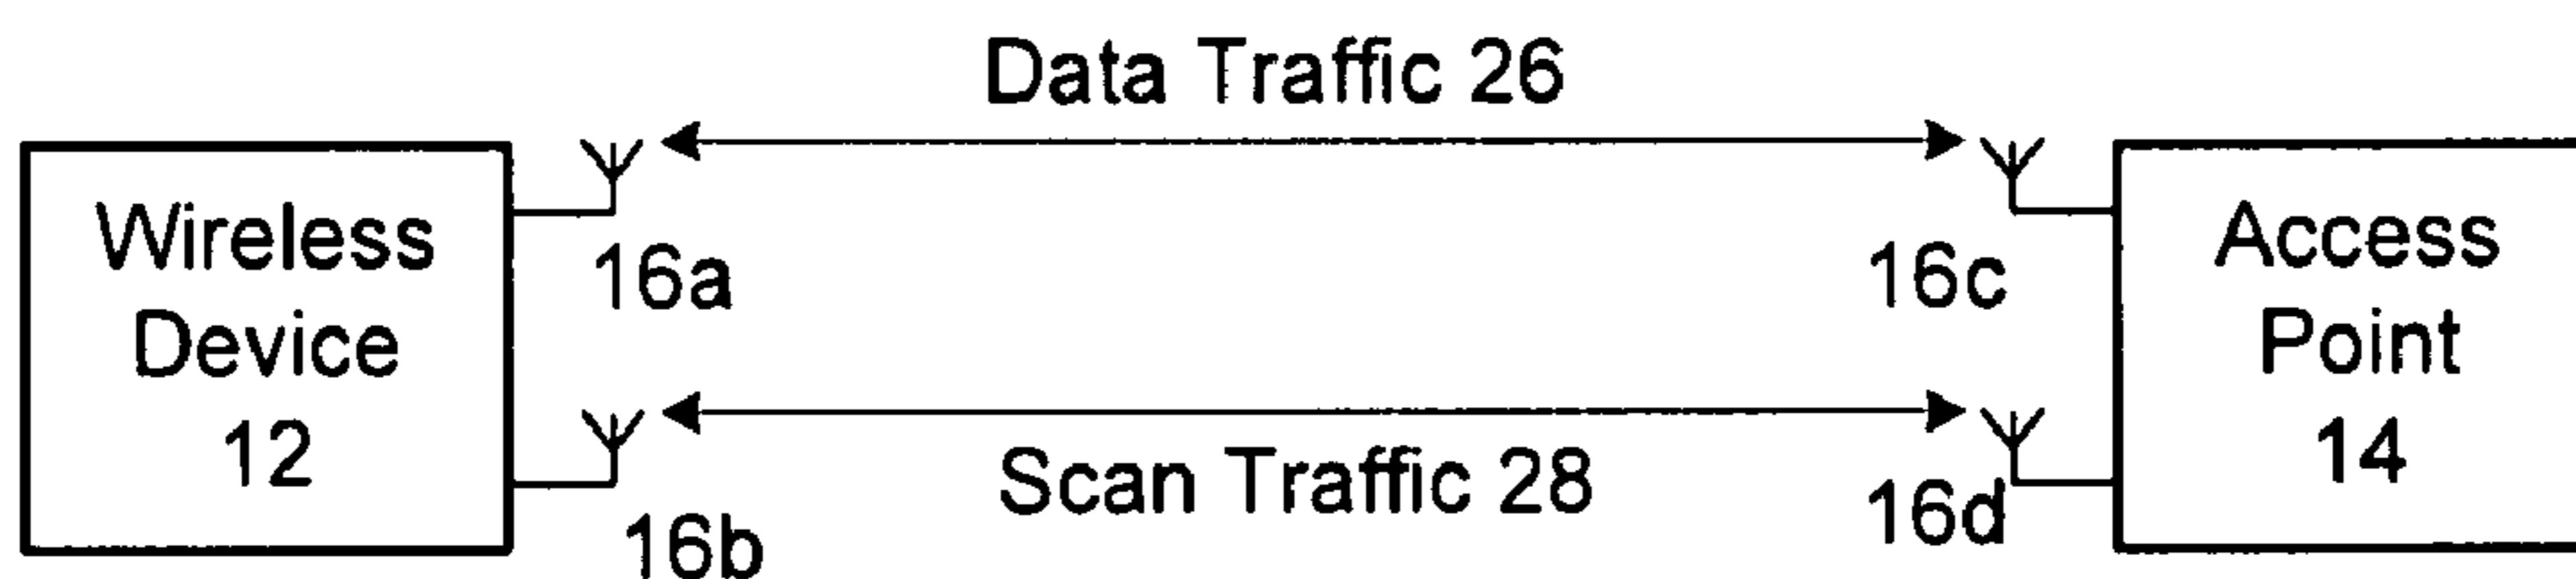 Data Traffic 26
Wireless
Device
12
16a
16b
Scan Traffic 28
16c
16d
Access
Point
14